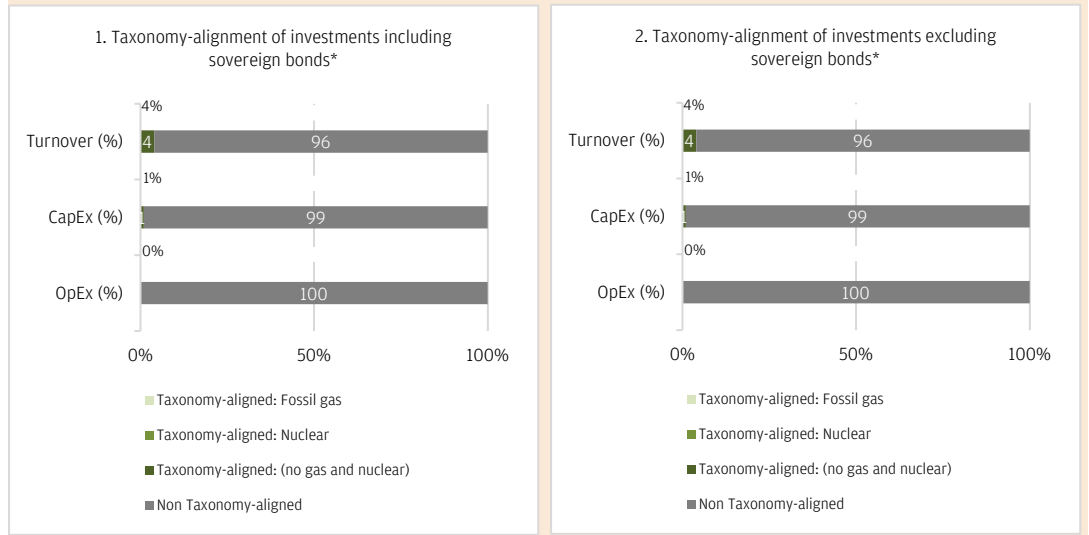 1. Taxonomy-alignment of investments including
sovereign bonds*
4%
Turnover (%)
4
96
1%
CapEx (%)
1
99
0%
OpEx (%)
100
0%
50%
100%
Taxonomy-aligned: Fossil gas
Taxonomy-aligned: Nuclear
Taxonomy-aligned: (no gas and nuclear)
Non Taxonomy-aligned
2. Taxonomy-alignment of investments excluding
sovereign bonds*
4%
Turnover (%)
4
96
1%
CapEx (%)
1
99
0%
OpEx (%)
100
0%
50%
100%
Taxonomy-aligned: Fossil gas
Taxonomy-aligned: Nuclear
Taxonomy-aligned: (no gas and nuclear)
Non Taxonomy-aligned